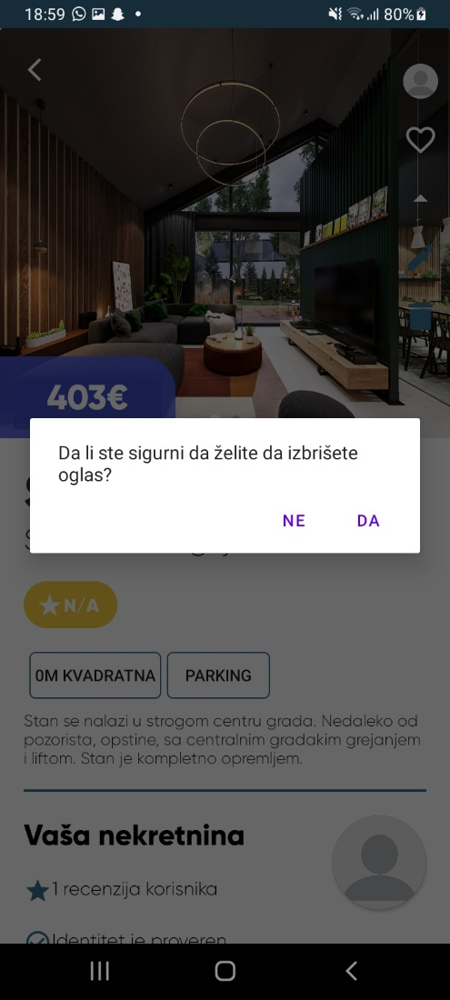 18:59
80%
403€
Da li ste sigurni da želite da izbrišete
oglas?
NE DA
N/A
0M KVADRATNA PARKING
Stan se nalazi u strogom centru grada. Nedaleko od
pozorista, opstine, sa centralnim gradakim grejanjem
i liftom. Stan je kompletno opremljem.
Vaša nekretnina
1 recenzija korisnika
Identitet je proveren